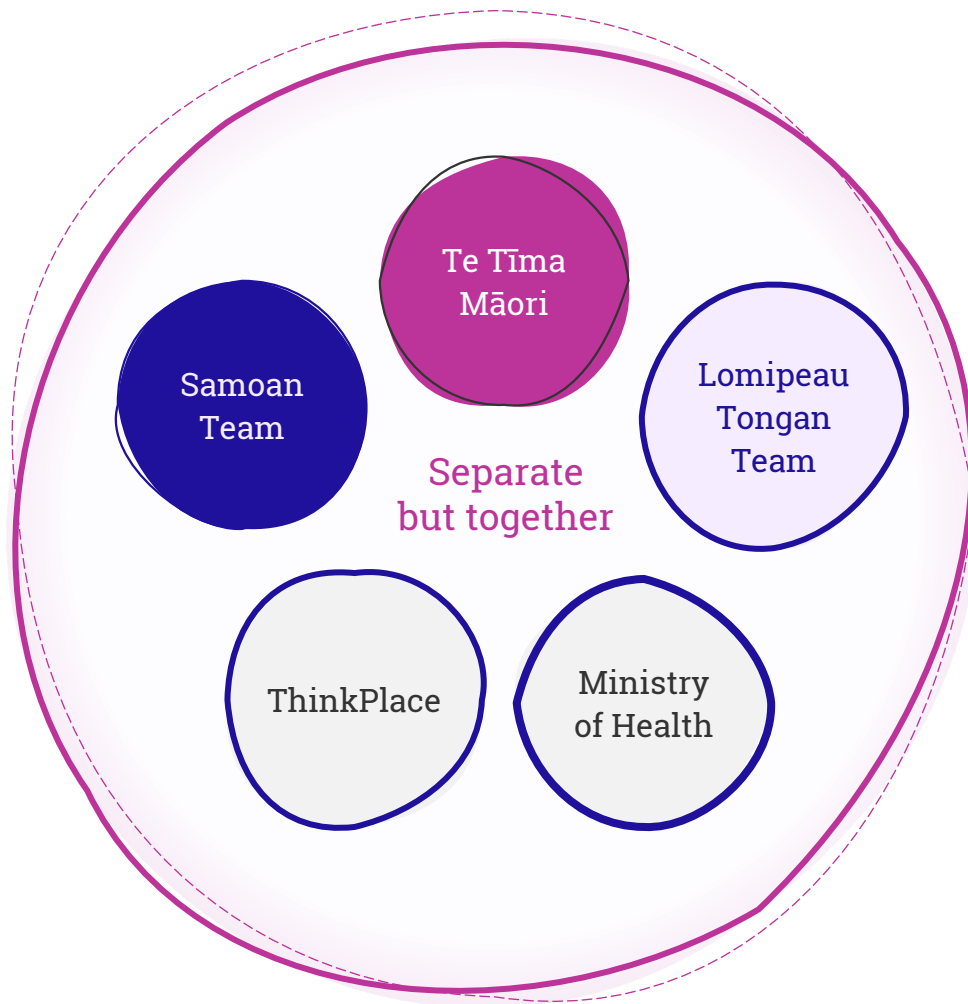 Te Tīma
Māori
Samoan
Team
Lomipeau
Tongan
Team
Separate
but together
ThinkPlace
Ministry
of Health